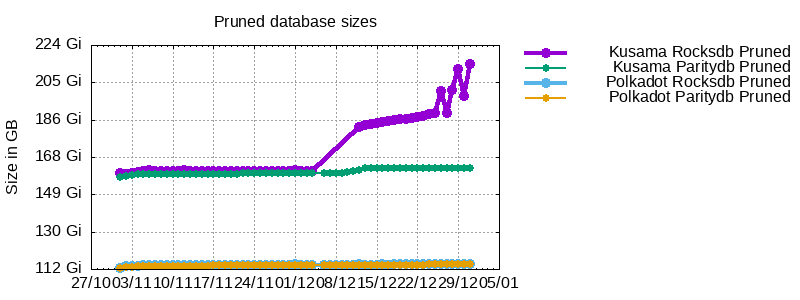 Pruned database sizes
224 Gi
205 Gi
186 Gi
168 Gi
149 Gi
130 Gi
112 Gi
Size in GB
27/10 03/11 10/11 17/11 24/11 01/12 08/12 15/12 22/12 29/12 05/01
Kusama Rocksdb Pruned
Kusama Paritydb Pruned
Polkadot Rocksdb Pruned
Polkadot Paritydb Pruned